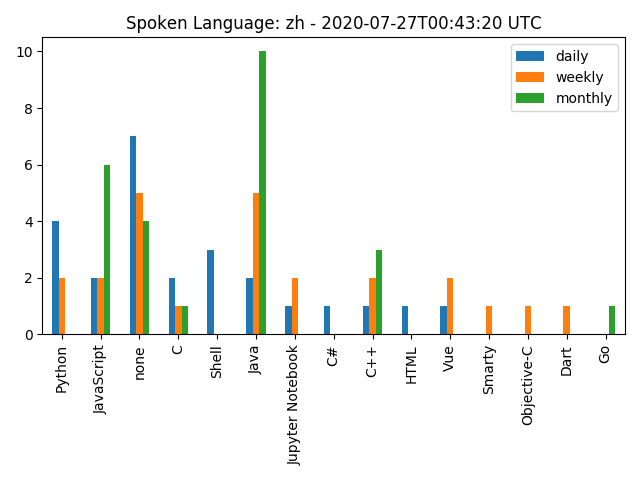 Spoken Language: zh - 2020-07-27T00:43:20 UTC
daily
weekly
monthly
10
8
6
4
2
0
Python
JavaScript
none
C
Shell
Java
Jupyter Notebook
C#
C++
HTML
Vue
Smarty
Objective-C
Dart
Go